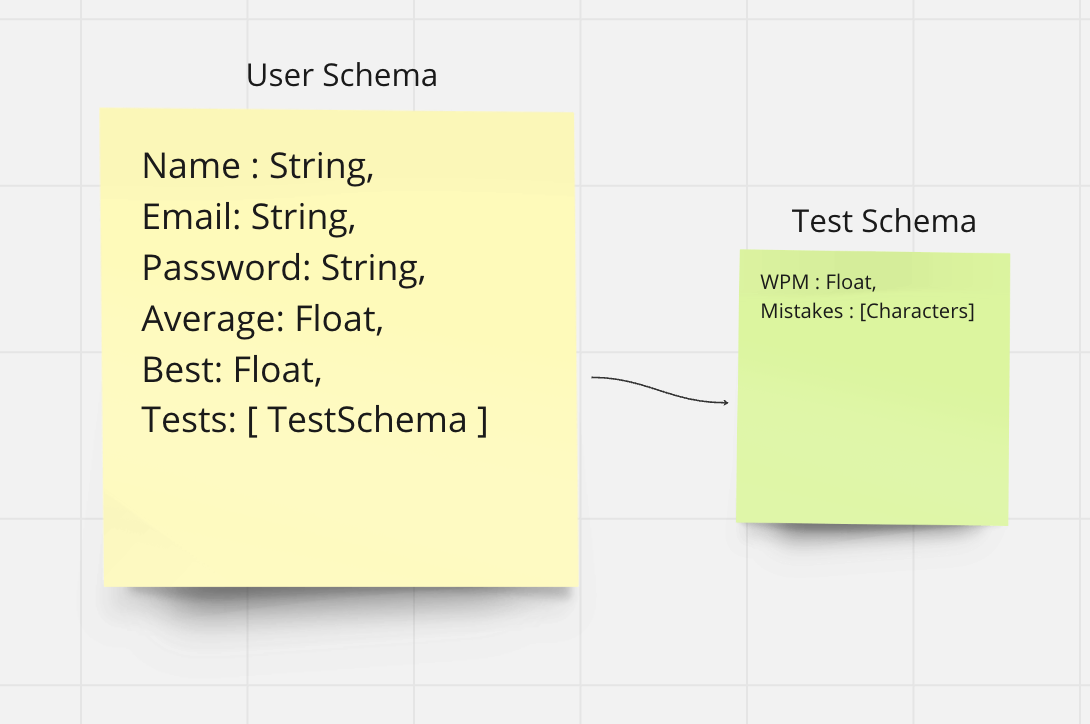 User Schema
Name : String,
Email: String,
Password: String,
Average: Float,
Best: Float,
Tests: [ TestSchema ]
Test Schema
WPM : Float,
Mistakes : [Characters]